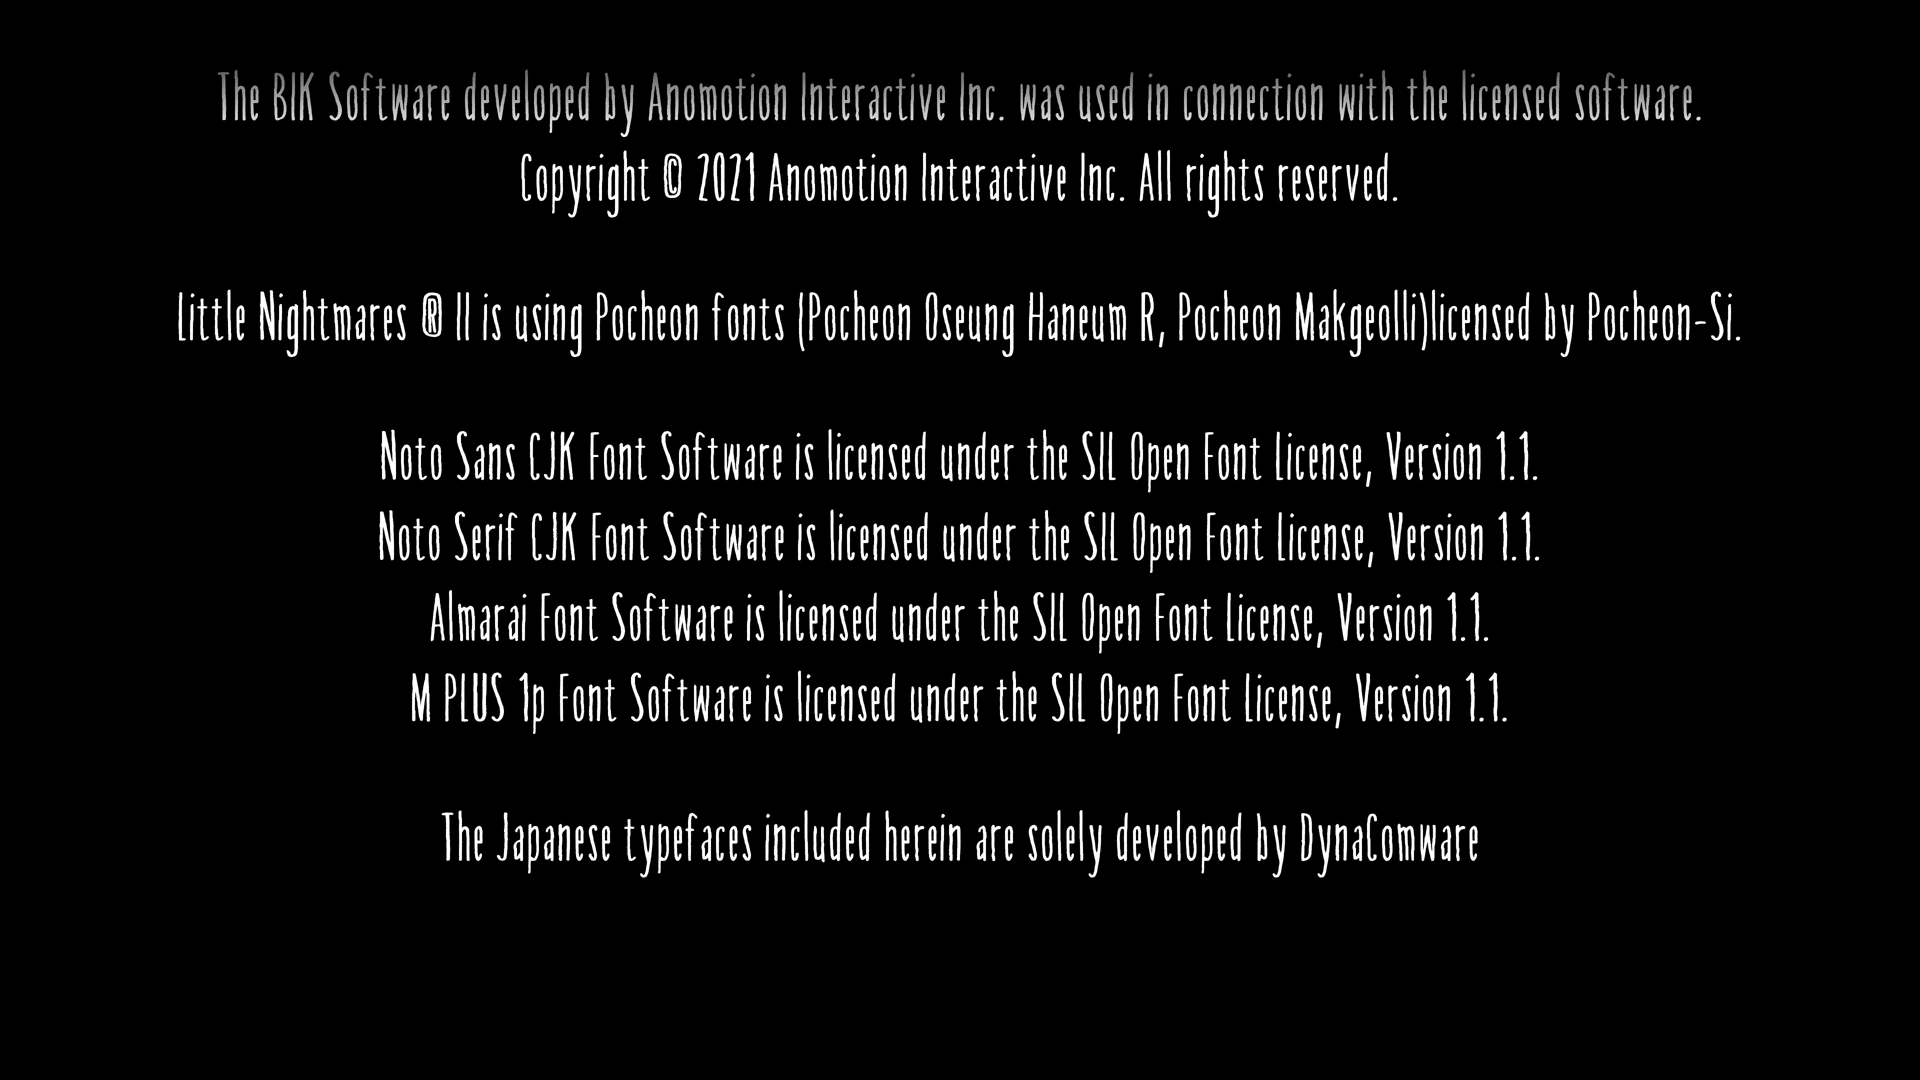 The BIK Software developed by Anomotion Interactive Inc. was used in connection with the licensed software.
Copyright © 2021 Anomotion Interactive Inc. All rights reserved.
Little Nightmares ® II is using Pocheon fonts (Pocheon Oseung Haneum R, Pocheon Makgeolli)licensed by Pocheon-Si.
Noto Sans CJK Font Software is licensed under the SIL Open Font License, Version 1.1.
Noto Serif CJK Font Software is licensed under the SIL Open Font License, Version 1.1.
Almarai Font Software is licensed under the SIL Open Font License, Version 1.1.
M PLUS 1p Font Software is licensed under the SIL Open Font License, Version 1.1.
The Japanese typefaces included herein are solely developed by DynaComware